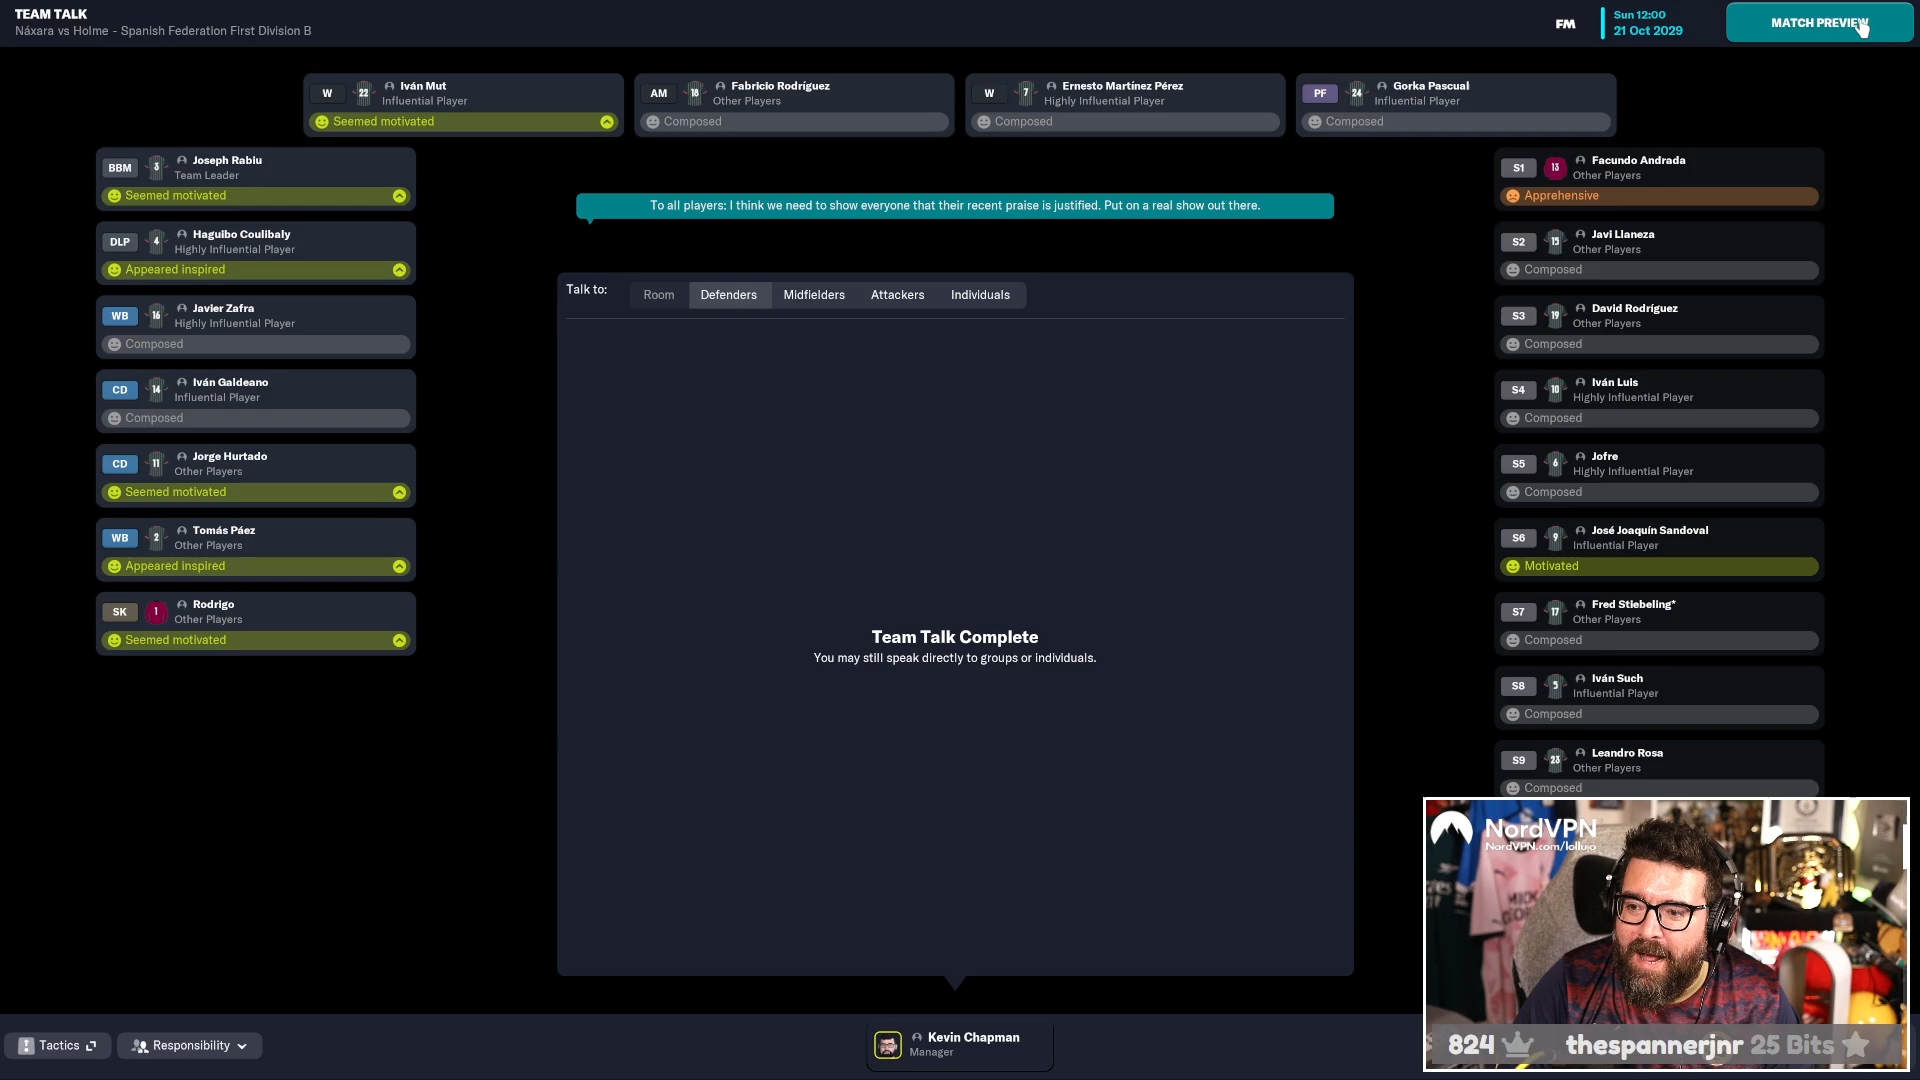 TEAM TALK
Náxara vs Holme - Spanish Federation First Division B
FM
Sun 12:00
21 Oct 2029
MATCH PREVIEW
W 22 Iván Mut
Influential Player
Seemed motivated
AM 18 Fabricio Rodríguez
Other Players
Composed
W 7 Ernesto Martínez Pérez
Highly Influential Player
Composed
PF 24 Gorka Pascual
Influential Player
Composed
BBM 3 Joseph Rabiu
Team Leader
Seemed motivated
DLP 4 Haguibo Coulibaly
Highly Influential Player
Appeared inspired
WB 16 Javier Zafra
Highly Influential Player
Composed
CD 14 Iván Galdeano
Influential Player
Composed
CD 11 Jorge Hurtado
Other Players
Seemed motivated
WB 2 Tomás Páez
Other Players
Appeared inspired
SK 1 Rodrigo
Other Players
Seemed motivated
To all players: I think we need to show everyone that their recent praise is justified. Put on a real show out there.
Talk to: Room Defenders Midfielders Attackers Individuals
Team Talk Complete
You may still speak directly to groups or individuals.
S1 13 Facundo Andrada
Other Players
Apprehensive
S2 15 Javi Llaneza
Other Players
Composed
S3 19 David Rodríguez
Other Players
Composed
S4 10 Iván Luis
Highly Influential Player
Composed
S5 6 Jofre
Highly Influential Player
Composed
S6 9 José Joaquín Sandoval
Influential Player
Motivated
S7 17 Fred Stiebeling*
Other Players
Composed
S8 5 Iván Such
Influential Player
Composed
S9 23 Leandro Rosa
Other Players
Composed
NordVPN
NordVPN.com/lollujo
824 thespannerjnr 25 Bits
Tactics
Responsibility
Kevin Chapman
Manager